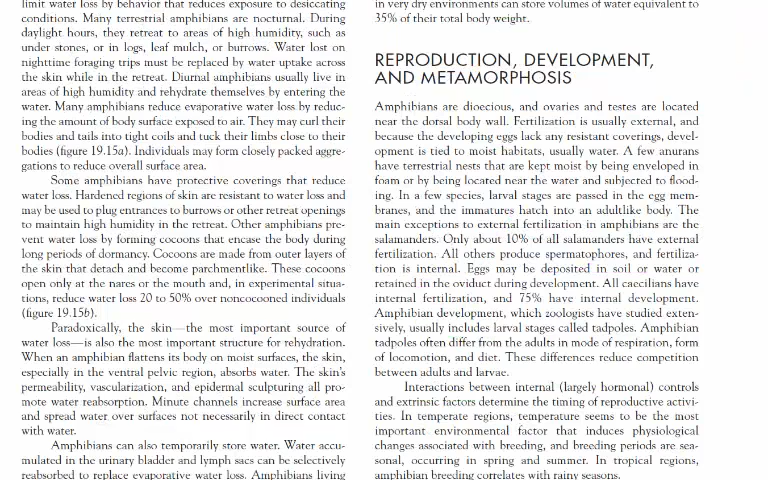 limit water loss by behavior that reduces exposure to desiccating
conditions. Many terrestrial amphibians are nocturnal. During
daylight hours, they retreat to areas of high humidity, such as
under stones, or in logs, leaf mulch, or burrows. Water lost on
nighttime foraging trips must be replaced by water uptake across
the skin while in the retreat. Diurnal amphibians usually live in
areas of high humidity and rehydrate themselves by entering the
water. Many amphibians reduce evaporative water loss by reduc-
ing the amount of body surface exposed to air. They may curl their
bodies and tails into tight coils and tuck their limbs close to their
bodies (figure 19.15a). Individuals may form closely packed aggre-
gations to reduce overall surface area.
Some amphibians have protective coverings that reduce
water loss. Hardened regions of skin are resistant to water loss and
may be used to plug entrances to burrows or other retreat openings
to maintain high humidity in the retreat. Other amphibians pre-
vent water loss by forming cocoons that encase the body during
long periods of dormancy. Cocoons are made from outer layers of
the skin that detach and become parchmentlike. These cocoons
open only at the nares or the mouth and, in experimental situa-
tions, reduce water loss 20 to 50% over noncocooned individuals
(figure 19.15b).
Paradoxically, the skin—the most important source of
water loss—is also the most important structure for rehydration.
When an amphibian flattens its body on moist surfaces, the skin,
especially in the ventral pelvic region, absorbs water. The skin's
permeability, vascularization, and epidermal sculpturing all pro-
mote water reabsorption. Minute channels increase surface area
and spread water over surfaces not necessarily in direct contact
with water.
Amphibians can also temporarily store water. Water accu-
mulated in the urinary bladder and lymph sacs can be selectively
reabsorbed to replace evaporative water loss. Amphibians living
in very dry environments can store volumes of water equivalent to
35% of their total body weight.
REPRODUCTION, DEVELOPMENT,
AND METAMORPHOSIS
Amphibians are dioecious, and ovaries and testes are located
near the dorsal body wall. Fertilization is usually external, and
because the developing eggs lack any resistant coverings, devel-
opment is tied to moist habitats, usually water. A few anurans
have terrestrial nests that are kept moist by being enveloped in
foam or by being located near the water and subjected to flood-
ing. In a few species, larval stages are passed in the egg mem-
branes, and the immatures hatch into an adultlike body. The
main exceptions to external fertilization in amphibians are the
salamanders. Only about 10% of all salamanders have external
fertilization. All others produce spermatophores, and fertiliza-
tion is internal. Eggs may be deposited in soil or water or
retained in the oviduct during development. All caecilians have
internal fertilization, and 75% have internal development.
Amphibian development, which zoologists have studied exten-
sively, usually includes larval stages called tadpoles. Amphibian
tadpoles often differ from the adults in mode of respiration, form
of locomotion, and diet. These differences reduce competition
between adults and larvae.
Interactions between internal (largely hormonal) controls
and extrinsic factors determine the timing of reproductive activi-
ties. In temperate regions, temperature seems to be the most
important environmental factor that induces physiological
changes associated with breeding, and breeding periods are sea-
sonal, occurring in spring and summer. In tropical regions,
amphibian breeding correlates with rainy seasons.